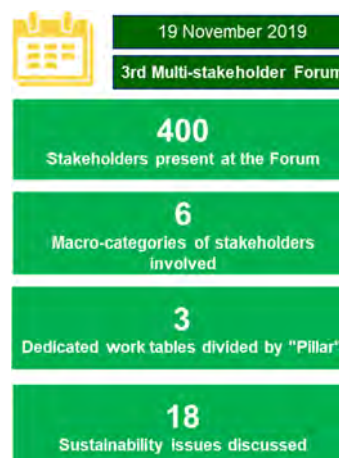 19 November 2019
3rd Multi-stakeholder Forum
400
Stakeholders present at the Forum
6
Macro-categories of stakeholders
involved
3
Dedicated work tables divided by "Pillar"
18
Sustainability issues discussed